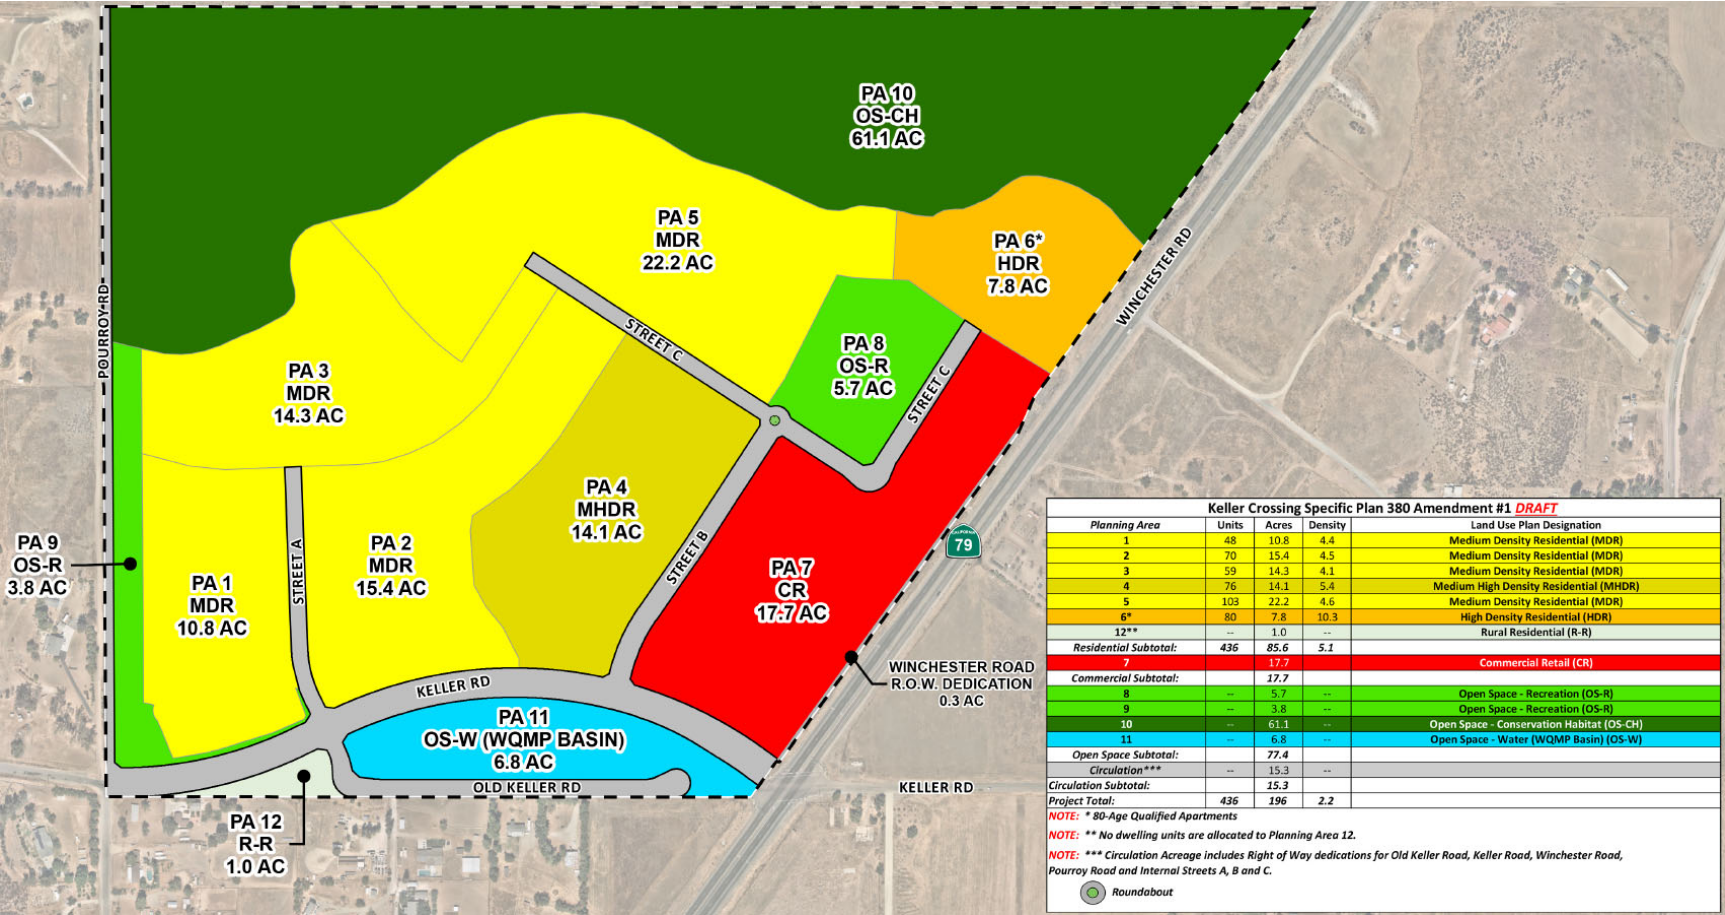 PA 10
OS-CH
61.1 AC
PA 5
MDR
22.2 AC
PA 6*
HDR
7.8 AC
WINCHESTER RD
POURROY RD
STREET C
PA 8
OS-R
5.7 AC
STREET C
PA 3
MDR
14.3 AC
PA 4
MHDR
14.1 AC
PA 9
OS-R
3.8 AC
PA 1
MDR
10.8 AC
STREET A
PA 2
MDR
15.4 AC
STREET B
PA 7
CR
17.7 AC
CALIFORNIA
79
WINCHESTER ROAD
R.O.W. DEDICATION
0.3 AC
KELLER RD
PA 11
OS-W (WQMP BASIN)
6.8 AC
OLD KELLER RD
KELLER RD
PA 12
R-R
1.0 AC
Keller Crossing Specific Plan 380 Amendment #1 DRAFT
Planning Area Units Acres Density Land Use Plan Designation
1 48 10.8 4.4 Medium Density Residential (MDR)
2 70 15.4 4.5 Medium Density Residential (MDR)
3 59 14.3 4.1 Medium Density Residential (MDR)
4 76 14.1 5.4 Medium High Density Residential (MHDR)
5 103 22.2 4.6 Medium Density Residential (MDR)
6* 80 7.8 10.3 High Density Residential (HDR)
12** -- 1.0 -- Rural Residential (R-R)
Residential Subtotal: 436 85.6 5.1
7 17.7 Commercial Retail (CR)
Commercial Subtotal: 17.7
8 -- 5.7 -- Open Space - Recreation (OS-R)
9 -- 3.8 -- Open Space - Recreation (OS-R)
10 -- 61.1 -- Open Space - Conservation Habitat (OS-CH)
11 -- 6.8 -- Open Space - Water (WQMP Basin) (OS-W)
Open Space Subtotal: 77.4
Circulation*** -- 15.3 --
Circulation Subtotal: 15.3
Project Total: 436 196 2.2
NOTE: * 80-Age Qualified Apartments
NOTE: ** No dwelling units are allocated to Planning Area 12.
NOTE: *** Circulation Acreage includes Right of Way dedications for Old Keller Road, Keller Road, Winchester Road,
Pourroy Road and Internal Streets A, B and C.
Roundabout